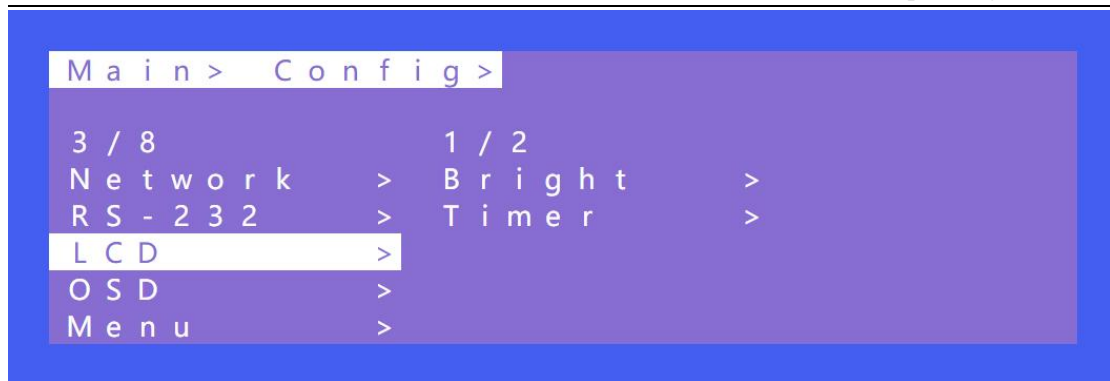 Main> Config>
3/8 1/2
Network > Bright >
RS-232 > Timer >
LCD >
OSD >
Menu >